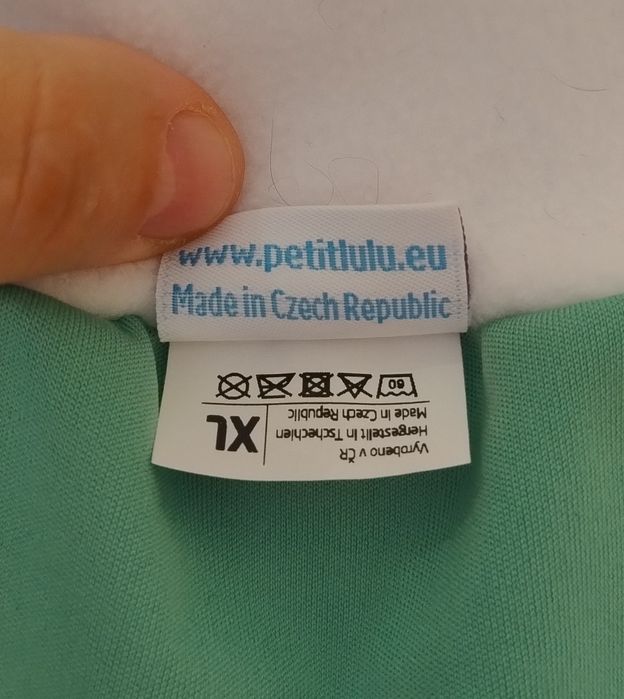 www.petitlulu.eu
Made in Czech Republic
Vyrobeno v ČR
Hergestellt in Tschechien
Made in Czech Republic
XL
60